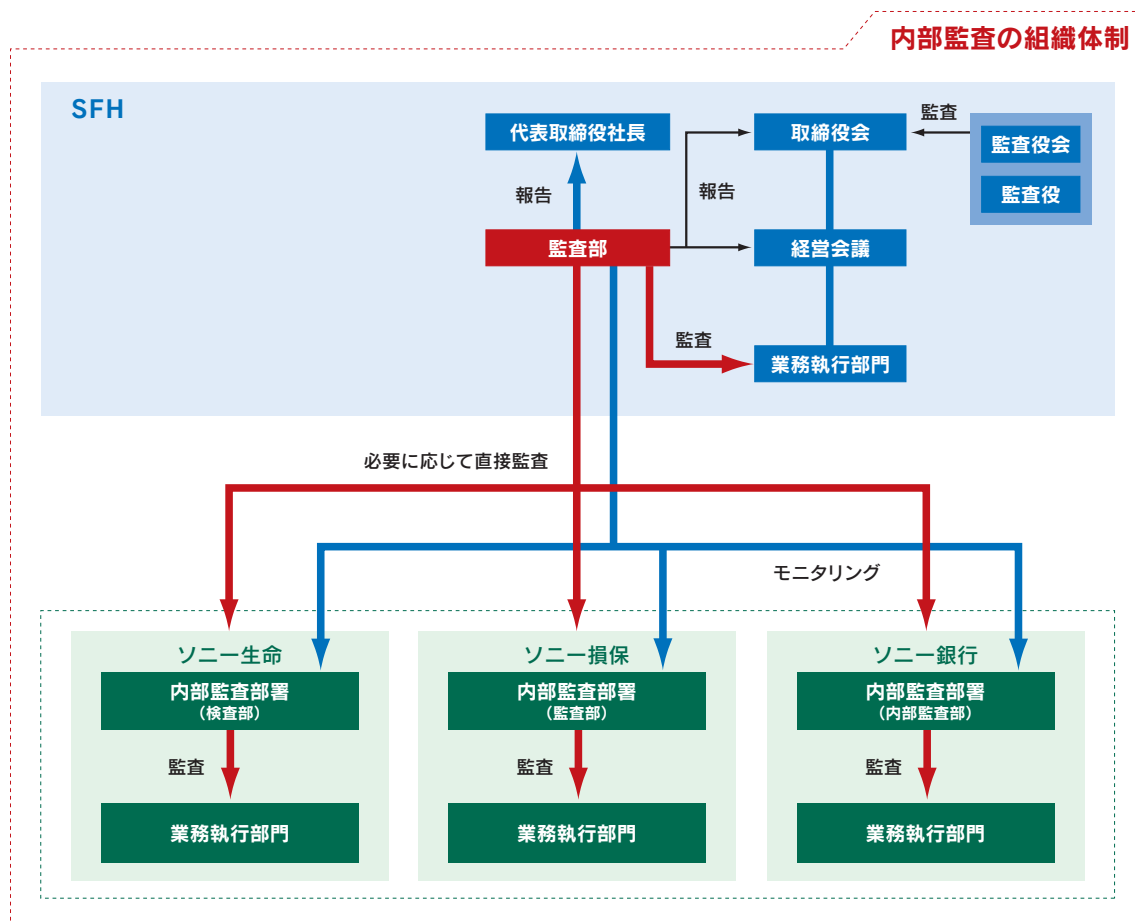 内部監査の組織体制
SFH
代表取締役社長
取締役会
監査
監査役会
監査役
報告
報告
監査部
経営会議
監査
業務執行部門
必要に応じて直接監査
モニタリング
ソニー生命
内部監査部署
（検査部）
監査
業務執行部門
ソニー損保
内部監査部署
（監査部）
監査
業務執行部門
ソニー銀行
内部監査部署
（内部監査部）
監査
業務執行部門